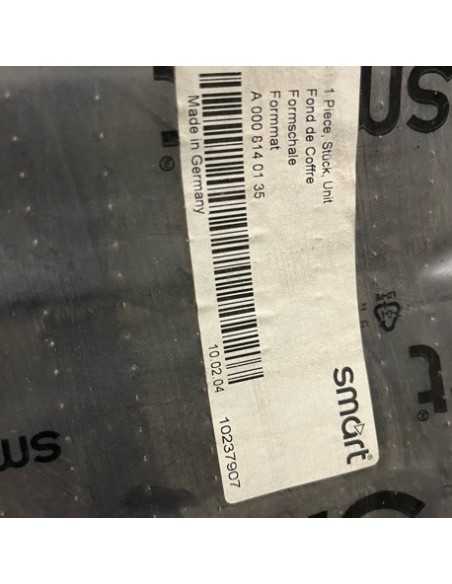 1 Piece, Stück, Unit
Fond de Coffre
Formschale
Formmat
A 000 814 01 35
Made in Germany
10.02.04
10237907
smart®